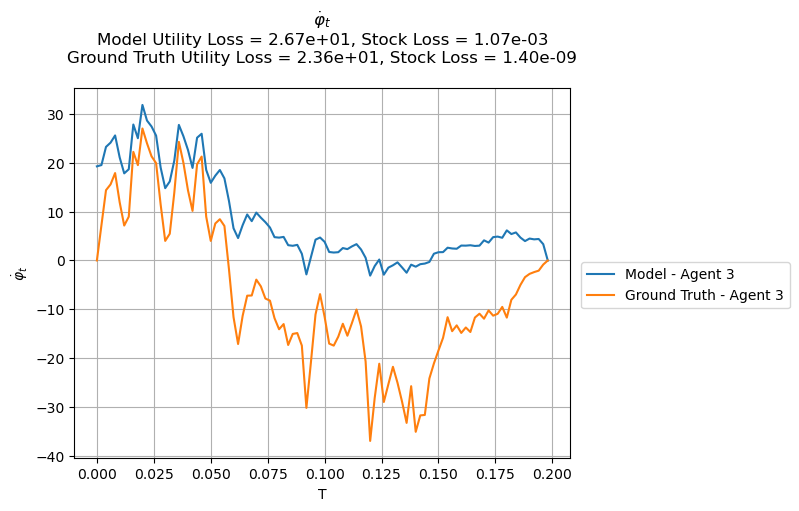 φ̇ₜ
Model Utility Loss = 2.67e+01, Stock Loss = 1.07e-03
Ground Truth Utility Loss = 2.36e+01, Stock Loss = 1.40e-09
30
20
10
0
−10
−20
−30
−40
φ̇ₜ
0.000
0.025
0.050
0.075
0.100
0.125
0.150
0.175
0.200
T
Model - Agent 3
Ground Truth - Agent 3